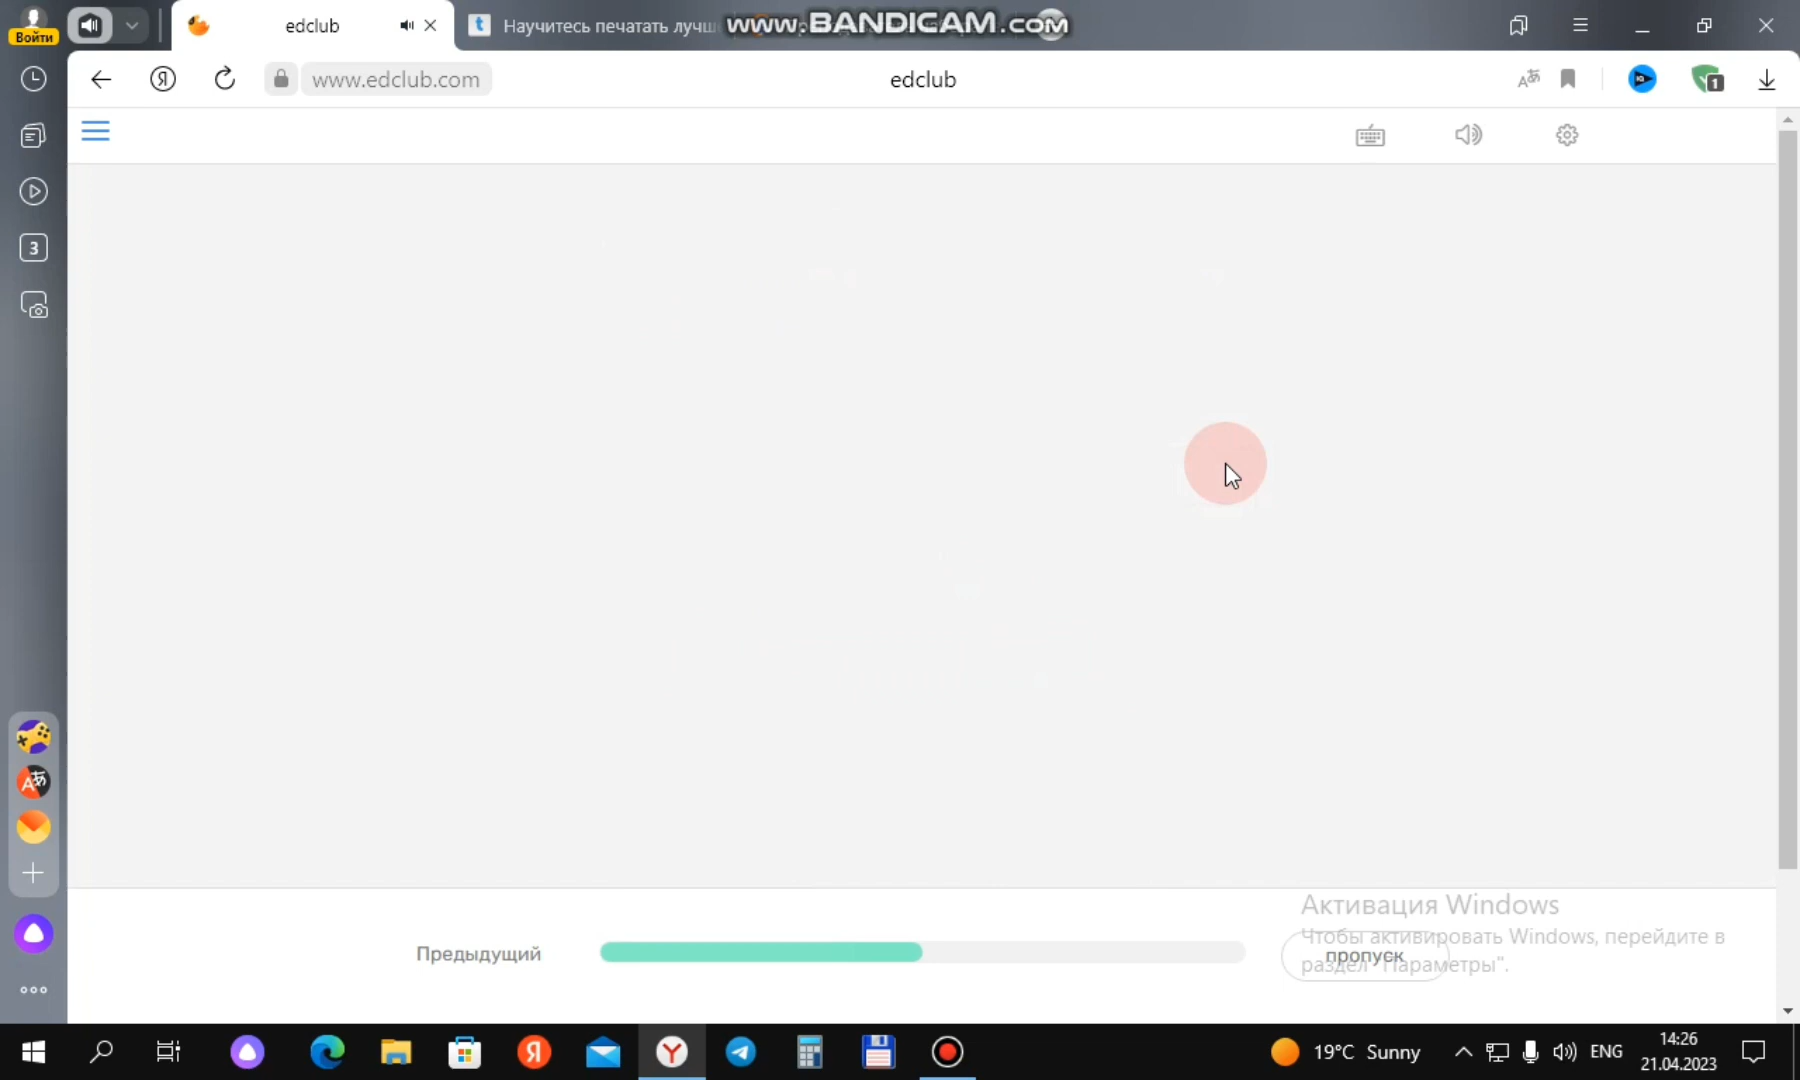 Войти
edclub
Научитесь печатать лучш
www.BANDICAM.com
www.edclub.com
edclub
1
3
Предыдущий
пропуск
Активация Windows
Чтобы активировать Windows, перейдите в
раздел "Параметры".
19°C Sunny
ENG
14:26
21.04.2023